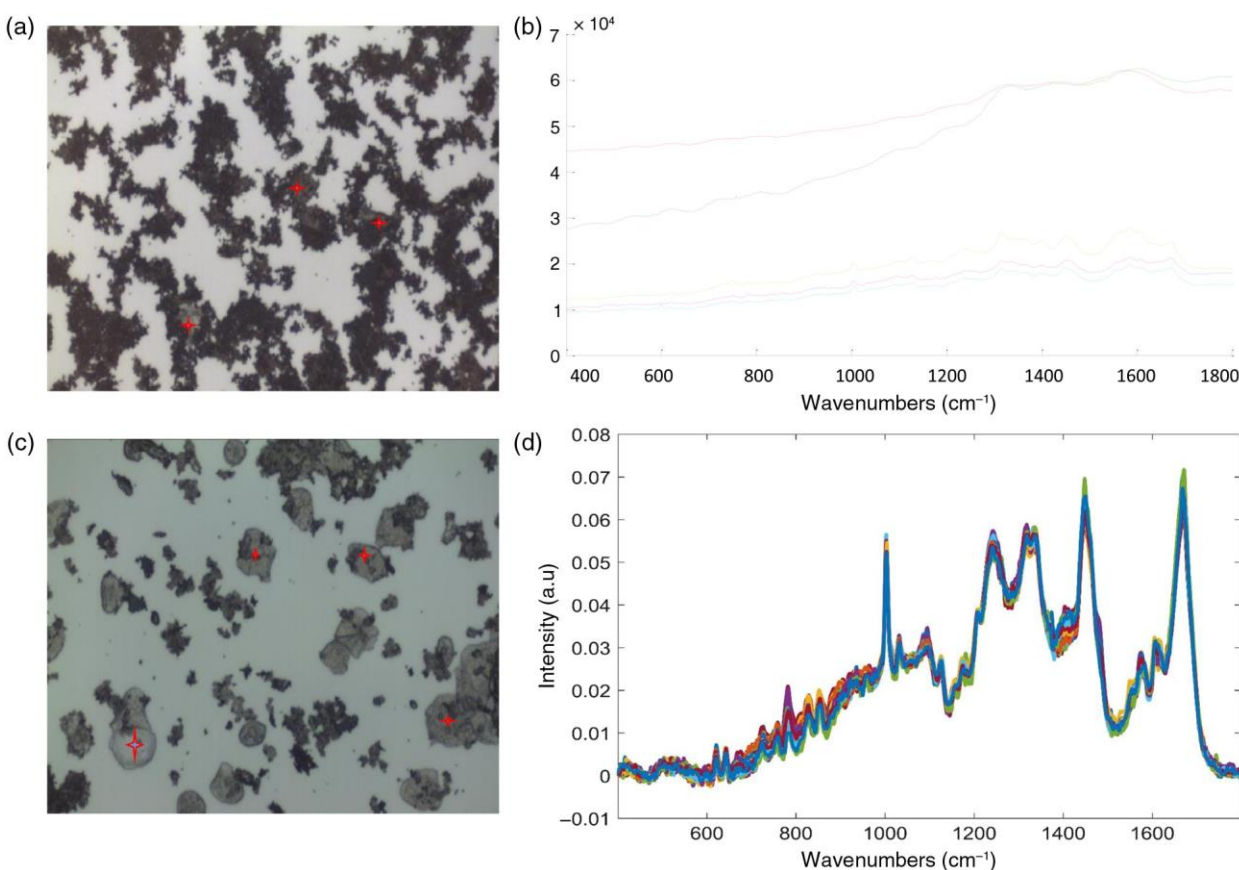 (a)
(b)
× 10⁴
7
6
5
4
3
2
1
0
400 600 800 1000 1200 1400 1600 1800
Wavenumbers (cm⁻¹)
(c)
(d)
Intensity (a.u)
0.08
0.07
0.06
0.05
0.04
0.03
0.02
0.01
0
−0.01
600 800 1000 1200 1400 1600
Wavenumbers (cm⁻¹)